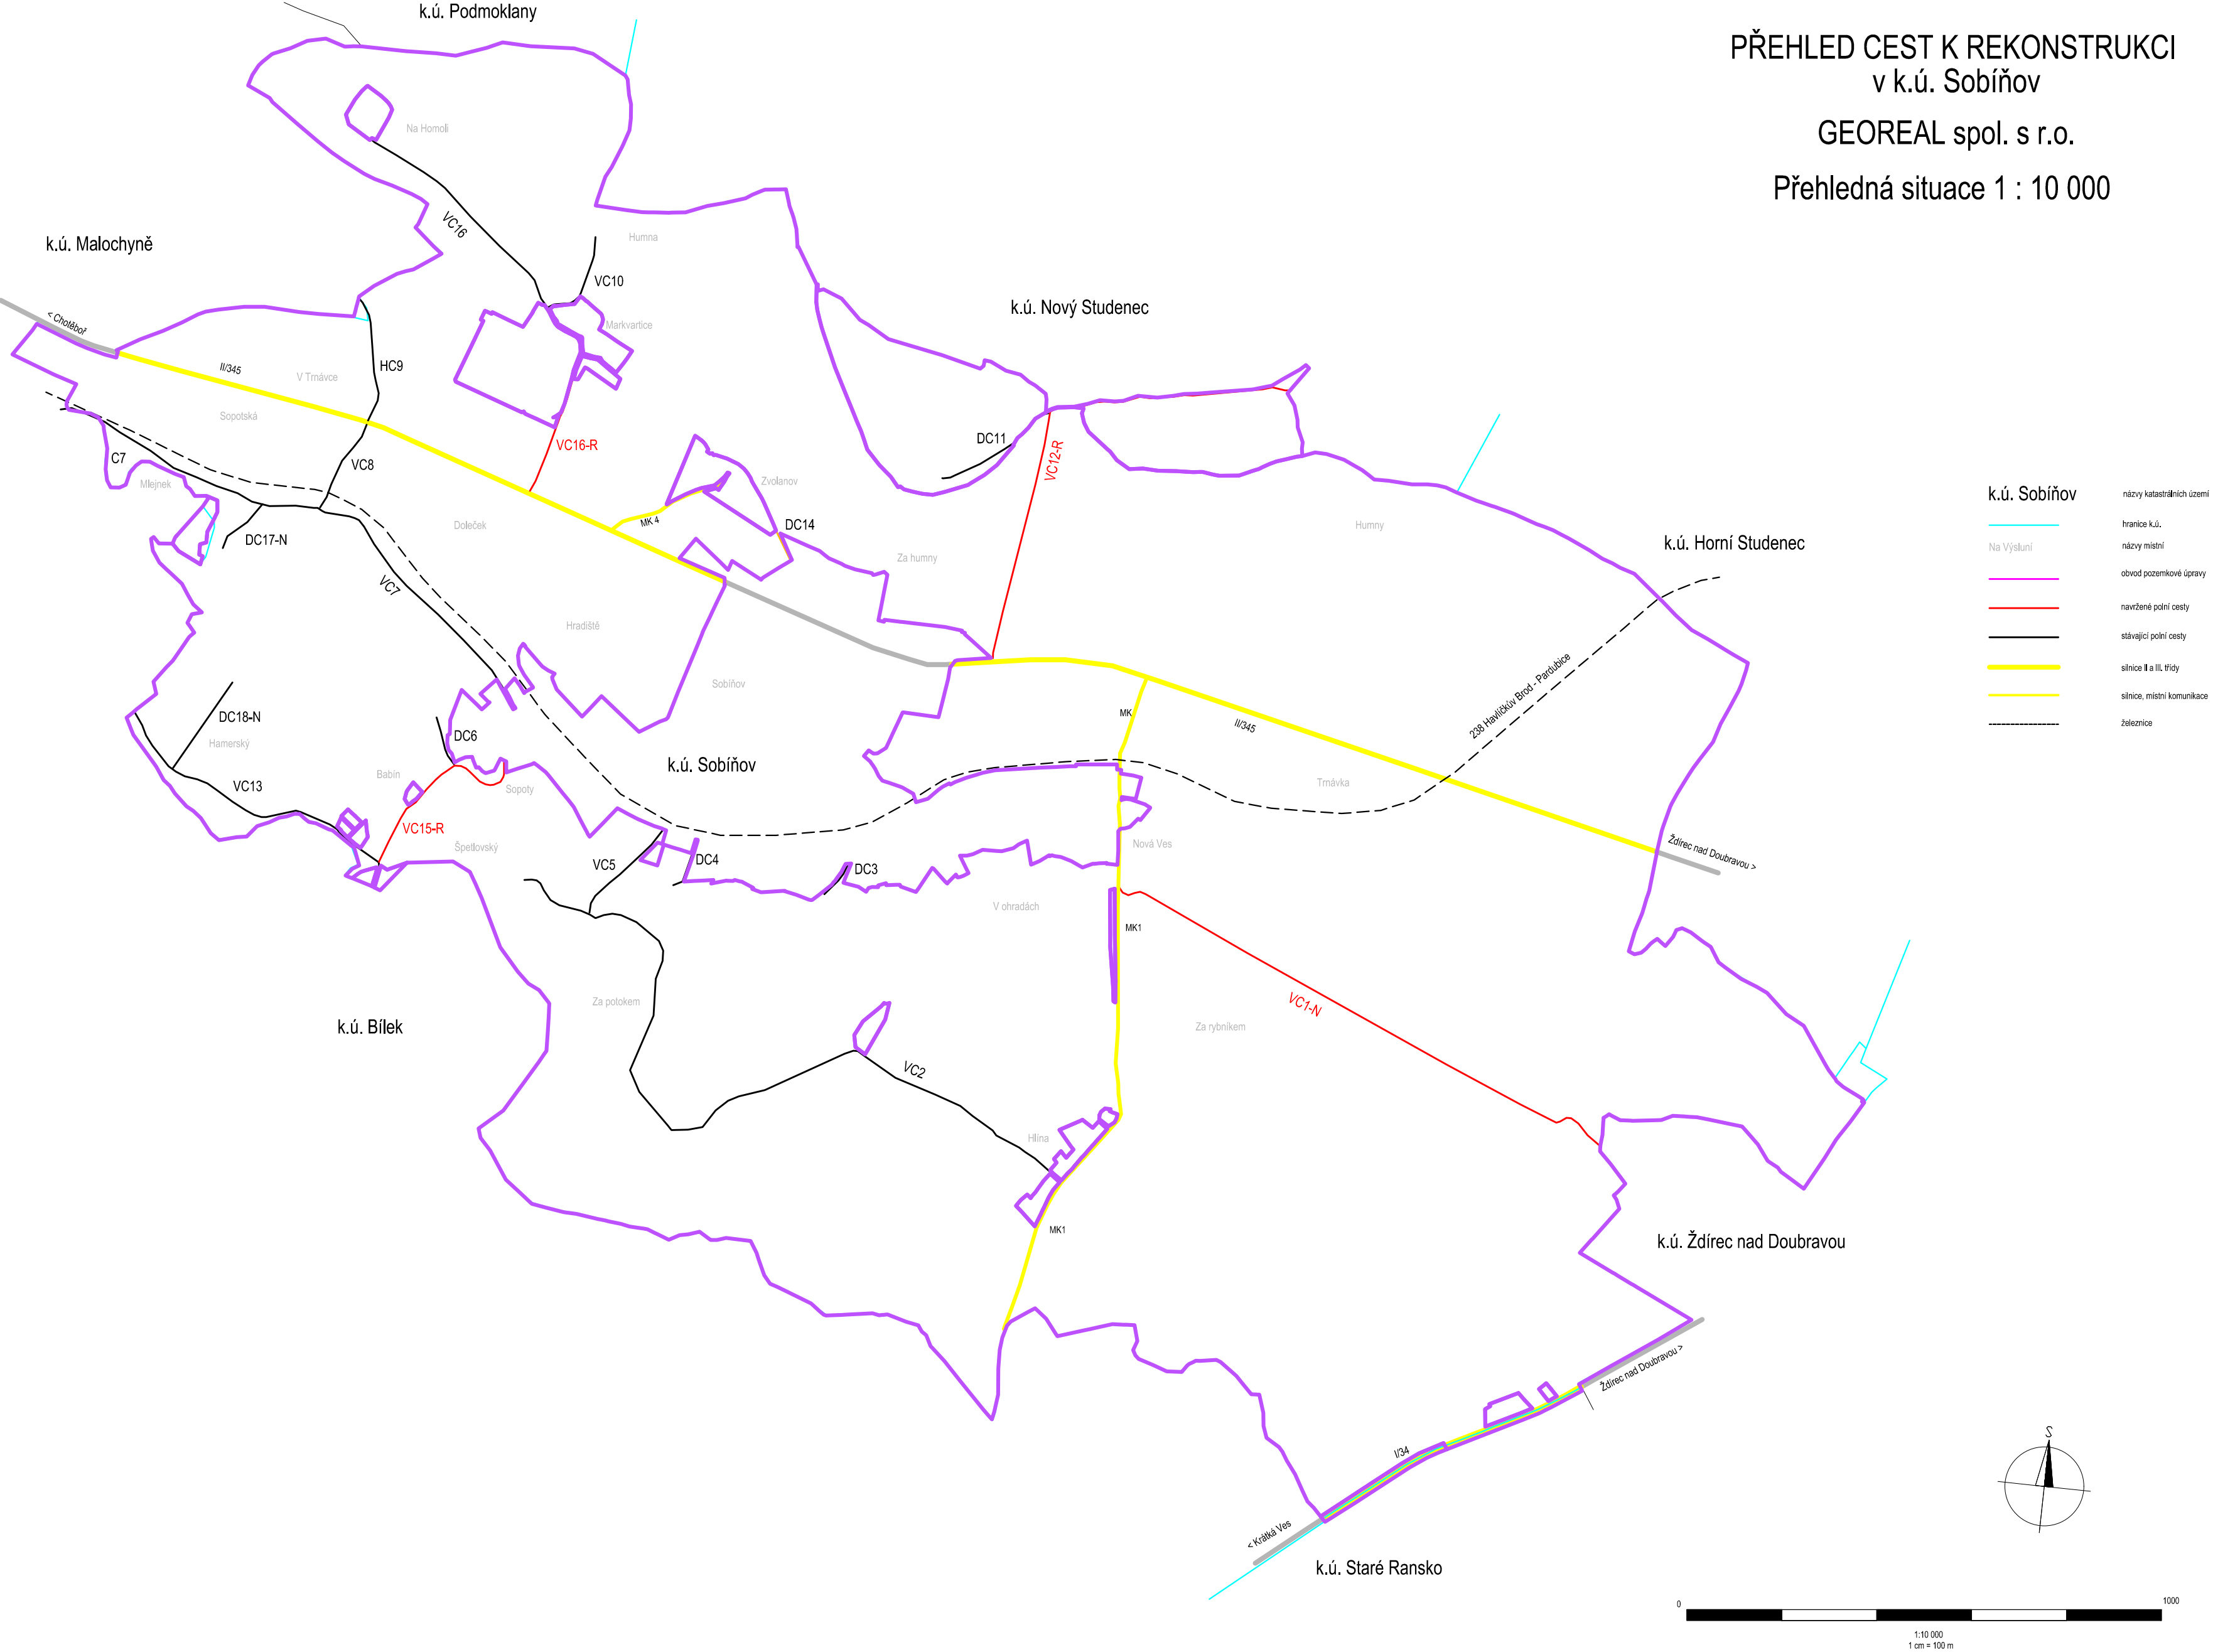 k.ú. Podmoklany
PŘEHLED CEST K REKONSTRUKCI
v k.ú. Sobíňov
GEOREAL spol. s r.o.
Přehledná situace 1 : 10 000
Na Homoli
VC16
Humna
k.ú. Malochyně
VC10
k.ú. Nový Studenec
< Chotěboř
Markvartice
II/345
V Trnávce
HC9
Sopotská
VC16-R
DC11
VC12-R
C7
VC8
Mlejnek
Zvolanov
MK 4
DC14
Doleček
Humny
DC17-N
Za humny
k.ú. Horní Studenec
VC7
Hradiště
k.ú. Sobíňov
názvy katastrálních území
hranice k.ú.
Na Výsluní
názvy místní
obvod pozemkové úpravy
navržené polní cesty
stávající polní cesty
silnice II a III. třídy
silnice, místní komunikace
železnice
Sobíňov
238 Havlíčkův Brod - Pardubice
DC18-N
Hamerský
DC6
MK
II/345
k.ú. Sobíňov
Babín
Sopoty
Trnávka
VC13
VC15-R
Špetlovský
VC5
DC4
DC3
Nová Ves
Ždírec nad Doubravou >
V ohradách
MK1
Za potokem
VC1-N
k.ú. Bílek
Za rybníkem
VC2
Hlína
MK1
k.ú. Ždírec nad Doubravou
Ždírec nad Doubravou >
I/34
S
< Krátká Ves
k.ú. Staré Ransko
0
1000
1:10 000
1 cm = 100 m